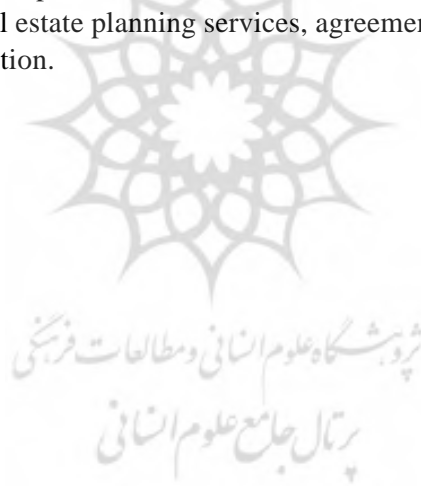 l estate planning services, agreemen
tion.
پژوهشگاه علوم انسانی و مطالعات فرهنگی
پرتال جامع علوم انسانی